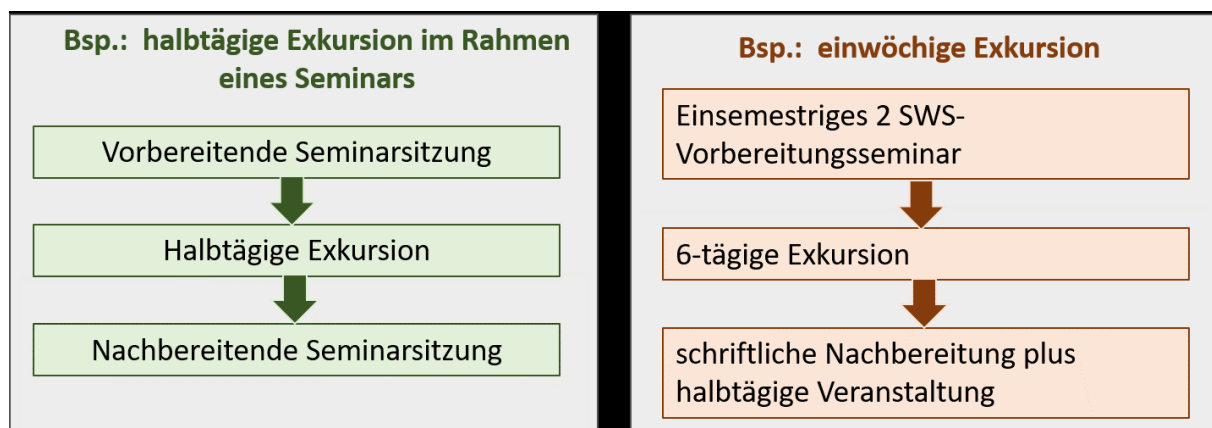 Bsp.: halbtägige Exkursion im Rahmen
eines Seminars
Vorbereitende Seminarsitzung
Halbtägige Exkursion
Nachbereitende Seminarsitzung
Bsp.: einwöchige Exkursion
Einsemestriges 2 SWS-
Vorbereitungsseminar
6-tägige Exkursion
schriftliche Nachbereitung plus
halbtägige Veranstaltung